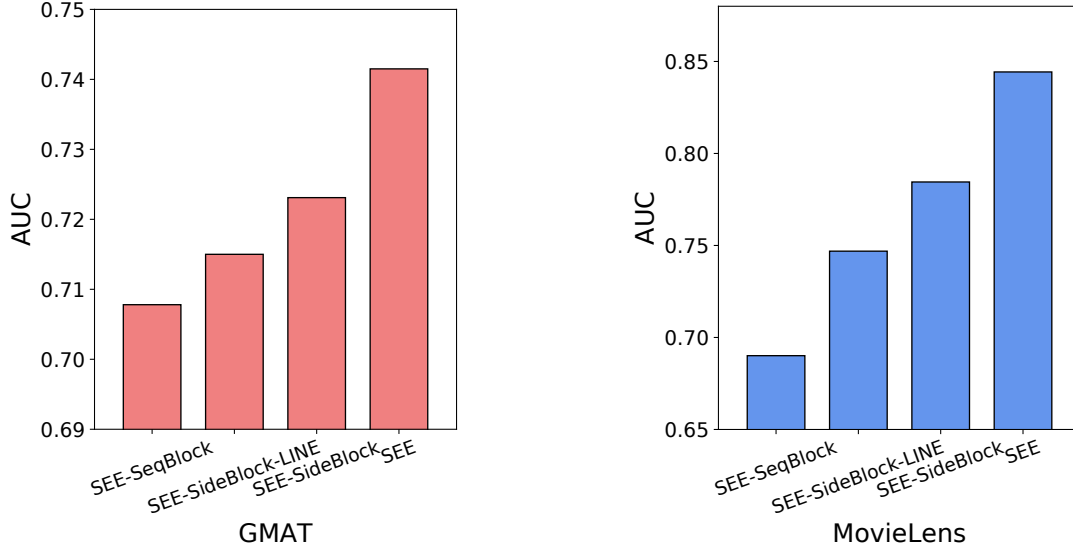 0.75
0.74
0.73
0.72
0.71
0.70
0.69
AUC
SEE-SeqBlock
SEE-SideBlock-LINE
SEE-SideBlock
SEE
GMAT
0.85
0.80
0.75
0.70
0.65
AUC
SEE-SeqBlock
SEE-SideBlock-LINE
SEE-SideBlock
SEE
MovieLens